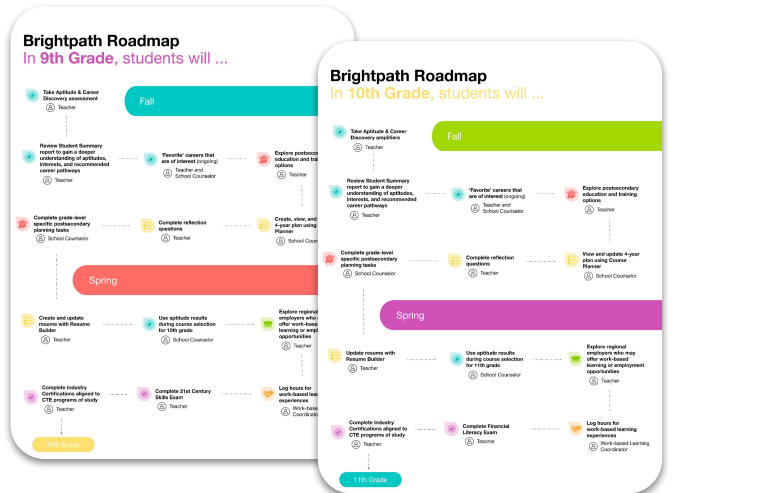 Brightpath Roadmap
In 9th Grade, students will ...
Take Aptitude & Career
Discovery assessment
Teacher
Fall
Review Student Summary
report to gain a deeper
understanding of aptitudes,
interests, and recommended
career pathways
Teacher
'Favorite' careers that
are of interest (ongoing)
Teacher and
School Counselor
Explore
education and
options
Teacher
Complete grade-level
specific postsecondary
planning tasks
School Counselor
Complete reflection
questions
Teacher
Create, view, and
4-year plan using
Planner
School
Spring
Create and update
resume with Resume
Builder
Teacher
Use aptitude results
during course selection
for 10th grade
School Counselor
Explore regional
employers who
offer work-based
learning or
opportunities
Teacher
Complete Industry
Certifications aligned to
CTE programs of study
Teacher
Complete 21st Century
Skills Exam
Teacher
Log hours for
work-based
experiences
Coordinator
10th Grade
Brightpath Roadmap
In 10th Grade, students will ...
Take Aptitude & Career
Discovery amplifiers
Teacher
Fall
Review Student Summary
report to gain a deeper
understanding of aptitudes,
interests, and recommended
career pathways
Teacher
'Favorite' careers that
are of interest (ongoing)
Teacher and
School Counselor
Explore postsecondary
education and training
options
Teacher
Complete grade-level
specific postsecondary
planning tasks
School Counselor
Complete reflection
questions
Teacher
View and update 4-year
plan using Course
Planner
School Counselor
Spring
Update resume with
Resume Builder
Teacher
Use aptitude results
during course selection
for 11th grade
School Counselor
Explore regional
employers who may
offer work-based
learning or employment
opportunities
Teacher
Complete Industry
Certifications aligned to
CTE programs of study
Teacher
Complete Financial
Literacy Exam
Teacher
Log hours for
work-based learning
experiences
Work-based Learning
Coordinator
11th Grade